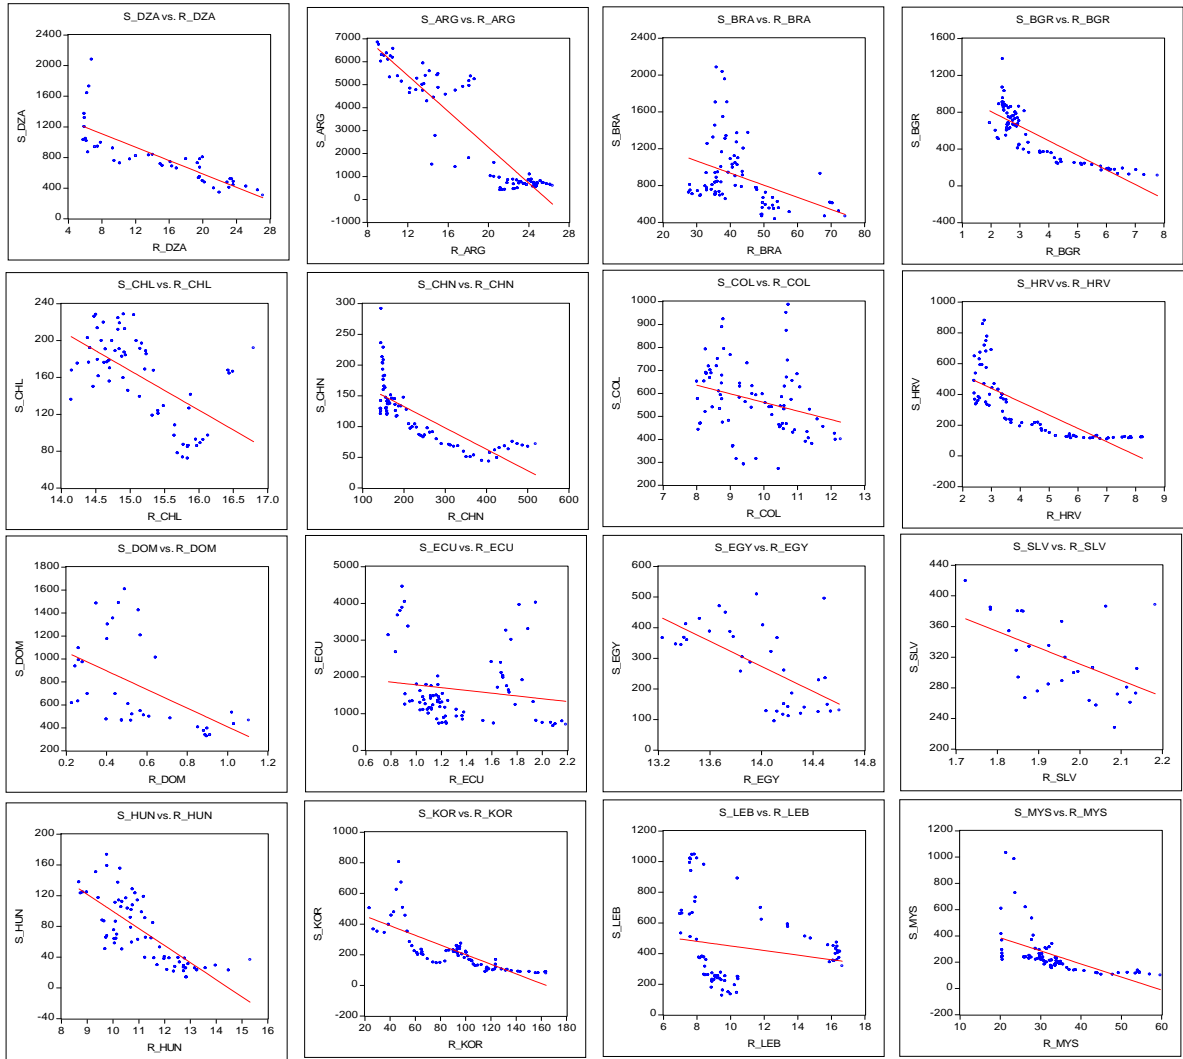 S_DZA vs. R_DZA
2400
2000
1600
1200
800
400
0
S_DZA
4 8 12 16 20 24 28
R_DZA
S_ARG vs. R_ARG
7000
6000
5000
4000
3000
2000
1000
0
-1000
S_ARG
8 12 16 20 24 28
R_ARG
S_BRA vs. R_BRA
2400
2000
1600
1200
800
400
S_BRA
20 30 40 50 60 70 80
R_BRA
S_BGR vs. R_BGR
1600
1200
800
400
0
-400
S_BGR
1 2 3 4 5 6 7 8
R_BGR
S_CHL vs. R_CHL
240
200
160
120
80
40
S_CHL
14.0 14.5 15.0 15.5 16.0 16.5 17.0
R_CHL
S_CHN vs. R_CHN
300
250
200
150
100
50
0
S_CHN
100 200 300 400 500 600
R_CHN
S_COL vs. R_COL
1000
900
800
700
600
500
400
300
200
S_COL
7 8 9 10 11 12 13
R_COL
S_HRV vs. R_HRV
1000
800
600
400
200
0
-200
S_HRV
2 3 4 5 6 7 8 9
R_HRV
S_DOM vs. R_DOM
1800
1600
1400
1200
1000
800
600
400
200
S_DOM
0.2 0.4 0.6 0.8 1.0 1.2
R_DOM
S_ECU vs. R_ECU
5000
4000
3000
2000
1000
0
S_ECU
0.6 0.8 1.0 1.2 1.4 1.6 1.8 2.0 2.2
R_ECU
S_EGY vs. R_EGY
600
500
400
300
200
100
0
S_EGY
13.2 13.6 14.0 14.4 14.8
R_EGY
S_SLV vs. R_SLV
440
400
360
320
280
240
200
S_SLV
1.7 1.8 1.9 2.0 2.1 2.2
R_SLV
S_HUN vs. R_HUN
200
160
120
80
40
0
-40
S_HUN
8 9 10 11 12 13 14 15 16
R_HUN
S_KOR vs. R_KOR
1000
800
600
400
200
0
-200
S_KOR
20 40 60 80 100 120 140 160 180
R_KOR
S_LEB vs. R_LEB
1200
1000
800
600
400
200
0
S_LEB
6 8 10 12 14 16 18
R_LEB
S_MYS vs. R_MYS
1200
1000
800
600
400
200
0
-200
S_MYS
10 20 30 40 50 60
R_MYS